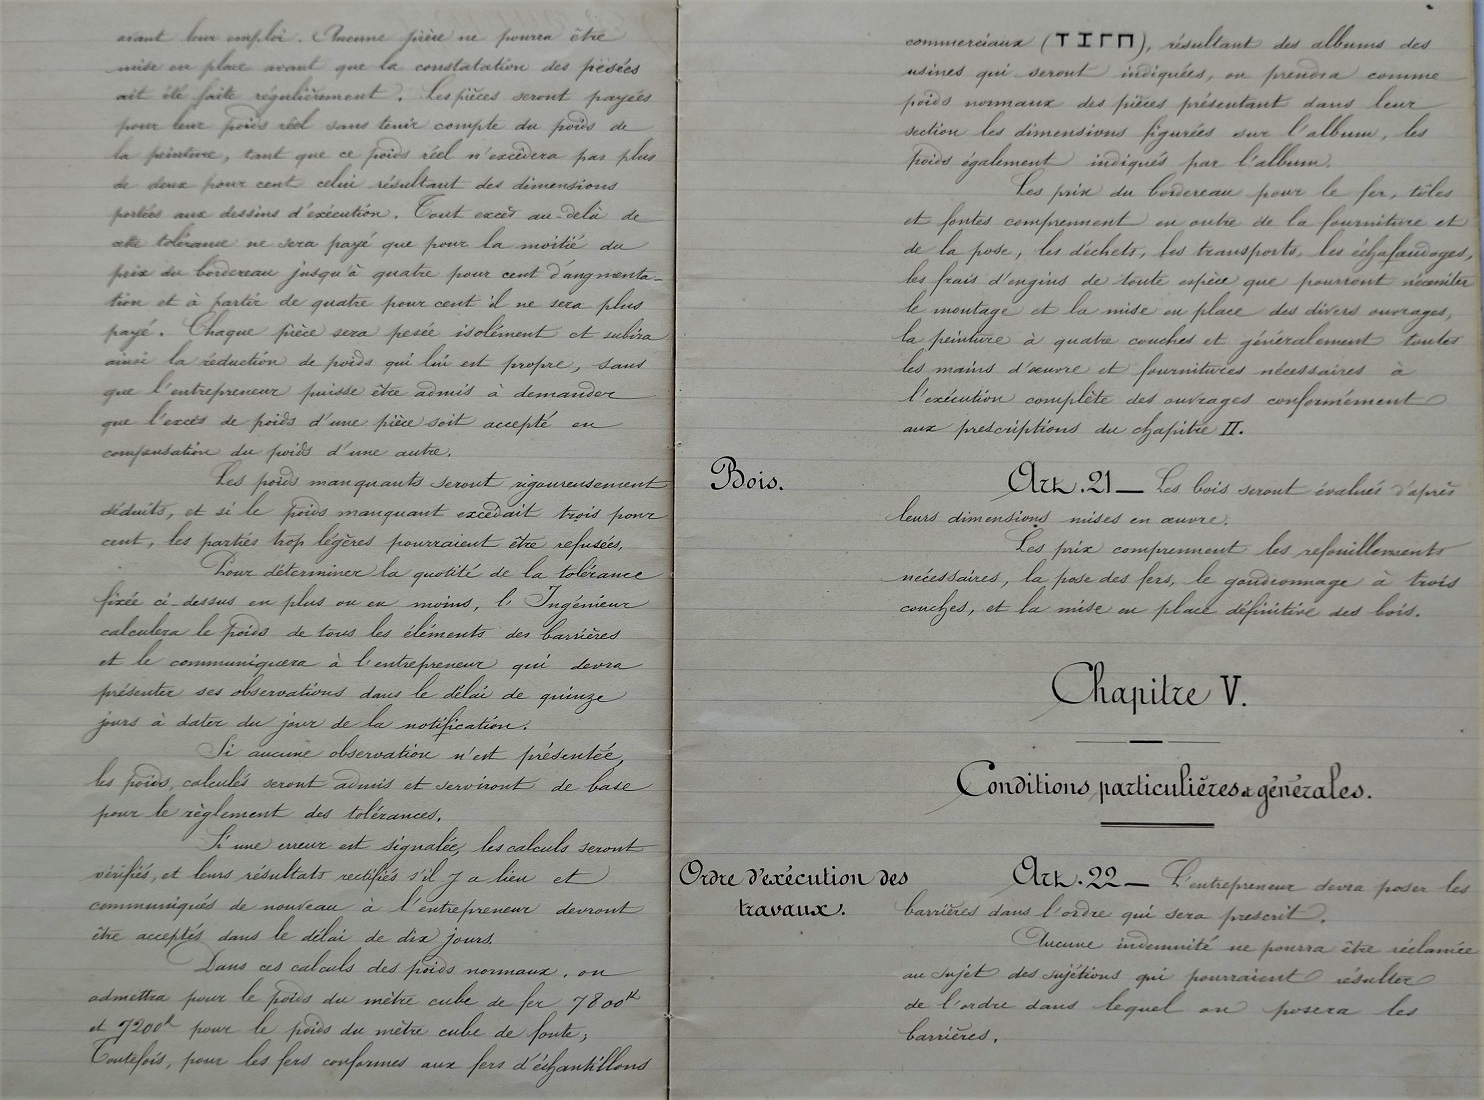 avant leur emploi. Aucune pièce ne pourra être
mise en place avant que la constatation des pesées
ait été faite régulièrement. Les pièces seront payées
pour leur poids réel sans tenir compte du poids de
la peinture, tant que ce poids réel n'excèdera pas plus
de deux pour cent celui résultant des dimensions
portées aux dessins d'exécution. Tout excès au-delà de
cette tolérance ne sera payé que pour la moitié du
prix du bordereau jusqu'à quatre pour cent d'augmenta-
tion et à partir de quatre pour cent il ne sera plus
payé. Chaque pièce sera pesée isolément et subira
ainsi la réduction de poids qui lui est propre, sans
que l'entrepreneur puisse être admis à demander
que l'excès de poids d'une pièce soit accepté en
compensation du poids d'une autre.
Les poids manquants seront rigoureusement
déduits, et si le poids manquant excédait trois pour
cent, les parties trop légères pourraient être refusées.
Pour déterminer la quotité de la tolérance
fixée ci-dessus en plus ou en moins, l'Ingénieur
calculera le poids de tous les éléments des barrières
et le communiquera à l'entrepreneur qui devra
présenter ses observations dans le délai de quinze
jours à dater du jour de la notification.
Si aucune observation n'est présentée,
les poids calculés seront admis et serviront de base
pour le règlement des tolérances.
Si une erreur est signalée, les calculs seront
vérifiés, et leurs résultats rectifiés s'il y a lieu et
communiqués de nouveau à l'entrepreneur devront
être acceptés dans le délai de dix jours.
Dans ces calculs des poids normaux, on
admettra pour le poids du mètre cube de fer 7800k
et 7200k pour le poids du mètre cube de fonte;
Toutefois, pour les fers conformes aux fers d'échantillons
commerciaux (T I Γ Π), résultant des albums des
usines qui seront indiquées, on prendra comme
poids normaux des pièces présentant dans leur
section les dimensions figurées sur l'album, les
poids également indiqués par l'album.
Les prix du bordereau pour le fer, tôles
et fontes comprennent en outre de la fourniture et
de la pose, les déchets, les transports, les échafaudages,
les frais d'engins de toute espèce que pourront nécessiter
le montage et la mise en place des divers ouvrages,
la peinture à quatre couches et généralement toutes
les mains d'œuvre et fournitures nécessaires à
l'exécution complète des ouvrages conformément
aux prescriptions du chapitre II.
Bois.
Art. 21 — Les bois seront évalués d'après
leurs dimensions mises en œuvre.
Les prix comprennent les refouillements
nécessaires, la pose des fers, le goudronnage à trois
couches, et la mise en place définitive des bois.
Chapitre V.
Conditions particulières & générales.
Ordre d'exécution des
travaux.
Art. 22 — L'entrepreneur devra poser les
barrières dans l'ordre qui sera prescrit.
Aucune indemnité ne pourra être réclamée
au sujet des sujétions qui pourraient résulter
de l'ordre dans lequel on posera les
barrières.